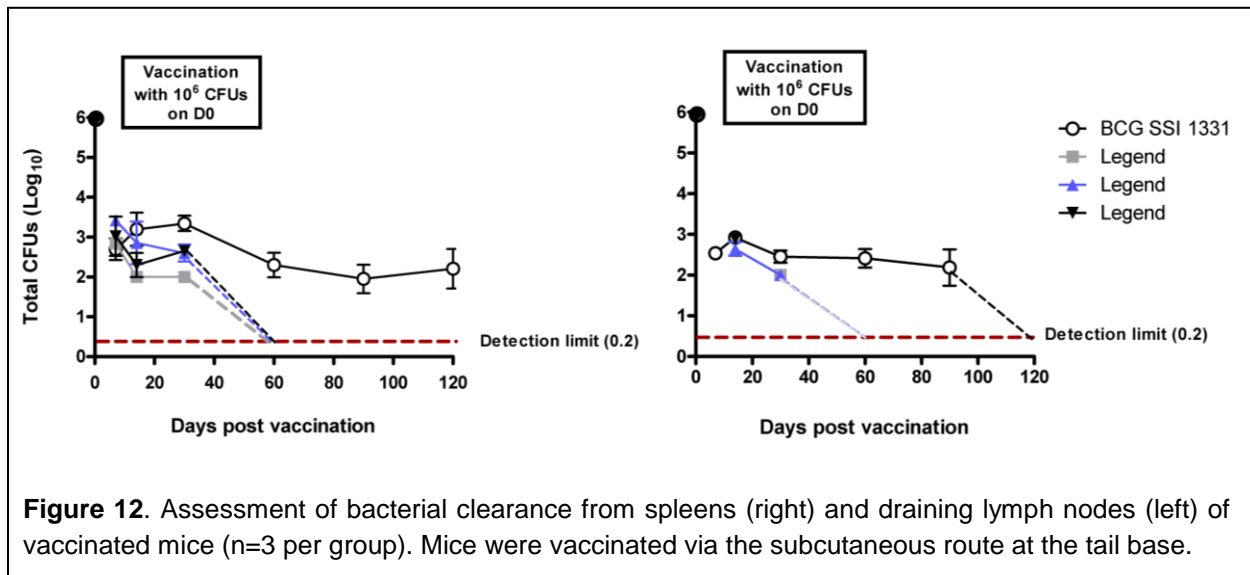 Vaccination
with 10⁶ CFUs
on D0
Total CFUs (Log₁₀)
6
5
4
3
2
1
0
0 20 40 60 80 100 120
Days post vaccination
Detection limit (0.2)
Vaccination
with 10⁶ CFUs
on D0
6
5
4
3
2
1
0
0 20 40 60 80 100 120
Days post vaccination
Detection limit (0.2)
BCG SSI 1331
Legend
Legend
Legend
Figure 12. Assessment of bacterial clearance from spleens (right) and draining lymph nodes (left) of
vaccinated mice (n=3 per group). Mice were vaccinated via the subcutaneous route at the tail base.